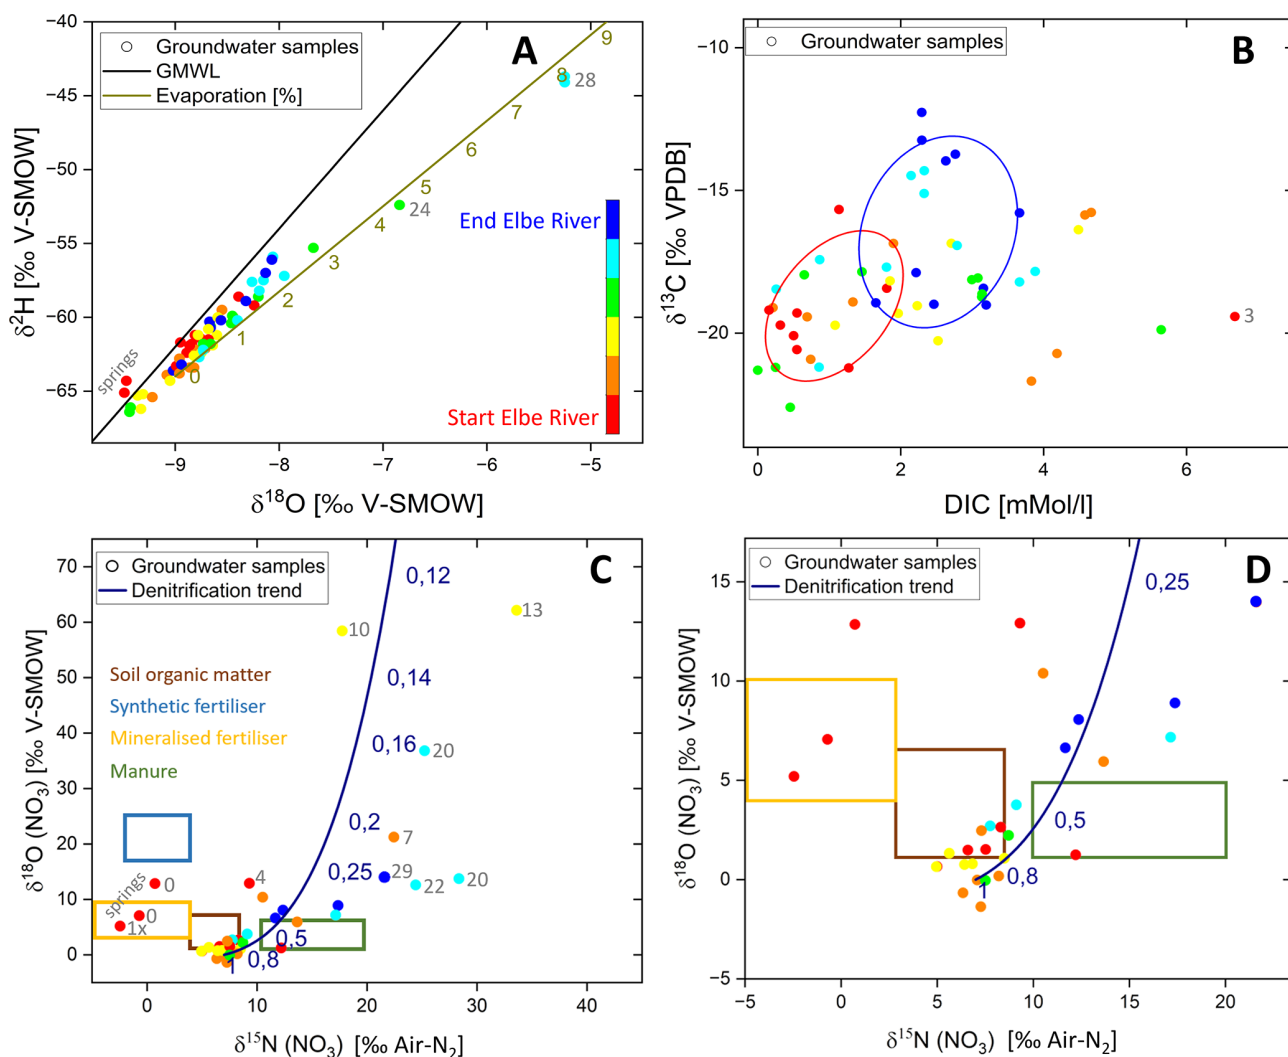 A
Groundwater samples
GMWL
Evaporation [%]
−40
−45
−50
−55
−60
−65
δ²H [‰ V-SMOW]
9
8
28
7
6
5
24
4
3
2
1
0
springs
End Elbe River
Start Elbe River
−9
−8
−7
−6
−5
δ¹⁸O [‰ V-SMOW]
B
Groundwater samples
−10
−15
−20
δ¹³C [‰ VPDB]
3
0
2
4
6
DIC [mMol/l]
C
Groundwater samples
Denitrification trend
70
60
50
40
30
20
10
0
δ¹⁸O (NO₃) [‰ V-SMOW]
0,12
13
10
0,14
Soil organic matter
Synthetic fertiliser
Mineralised fertiliser
Manure
0,16
20
0,2
7
0,25
29
22
20
springs
0
4
0
1x
0,5
0,8
1
0
10
20
30
40
δ¹⁵N (NO₃) [‰ Air-N₂]
D
Groundwater samples
Denitrification trend
15
10
5
0
−5
δ¹⁸O (NO₃) [‰ V-SMOW]
0,25
0,5
0,8
1
−5
0
5
10
15
20
δ¹⁵N (NO₃) [‰ Air-N₂]